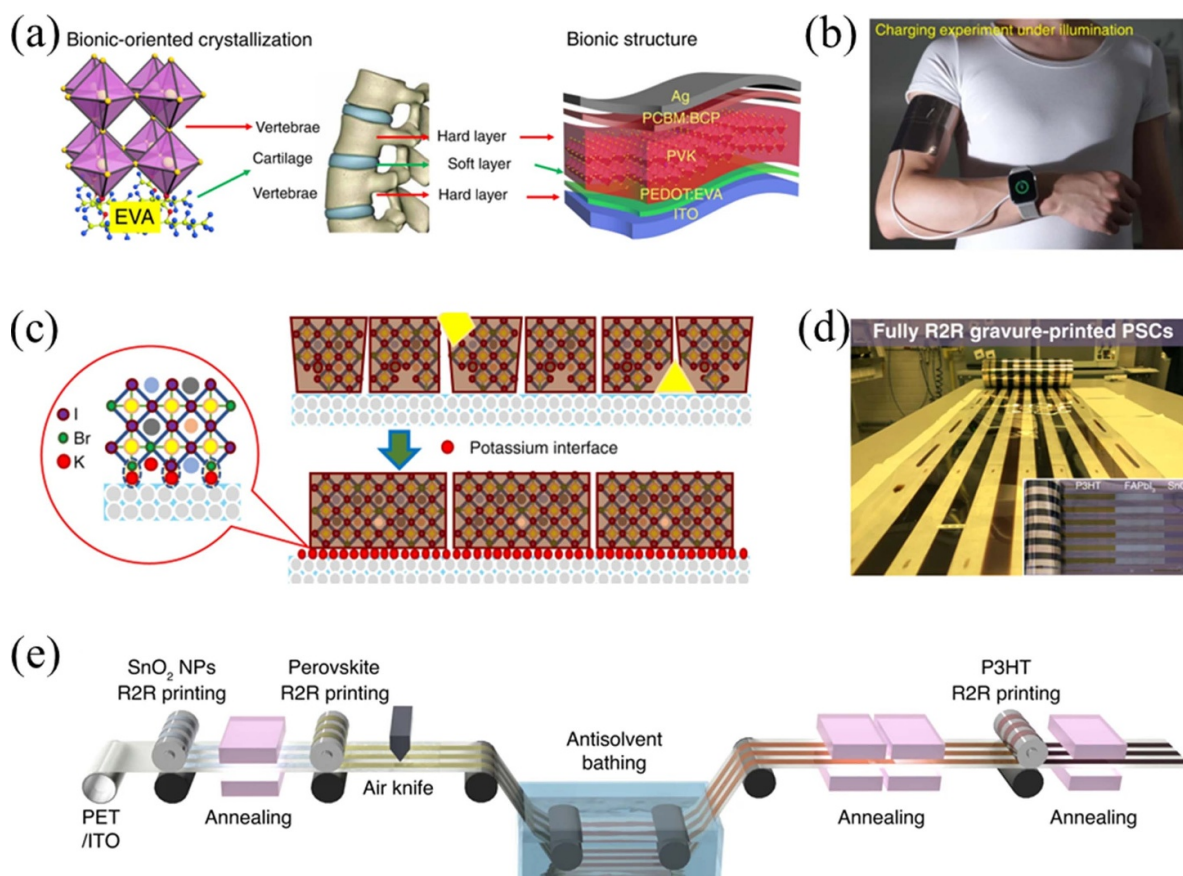 (a)
Bionic-oriented crystallization
Bionic structure
EVA
Vertebrae
Cartilage
Vertebrae
Hard layer
Soft layer
Hard layer
Ag
PCBM:BCP
PVK
PEDOT:EVA
ITO
(b)
Charging experiment under illumination
(c)
I
Br
K
Potassium interface
(d)
Fully R2R gravure-printed PSCs
P3HT FAPbI₃
(e)
SnO₂ NPs
R2R printing
Perovskite
R2R printing
P3HT
R2R printing
Antisolvent
bathing
Air knife
PET
/ITO
Annealing
Annealing
Annealing